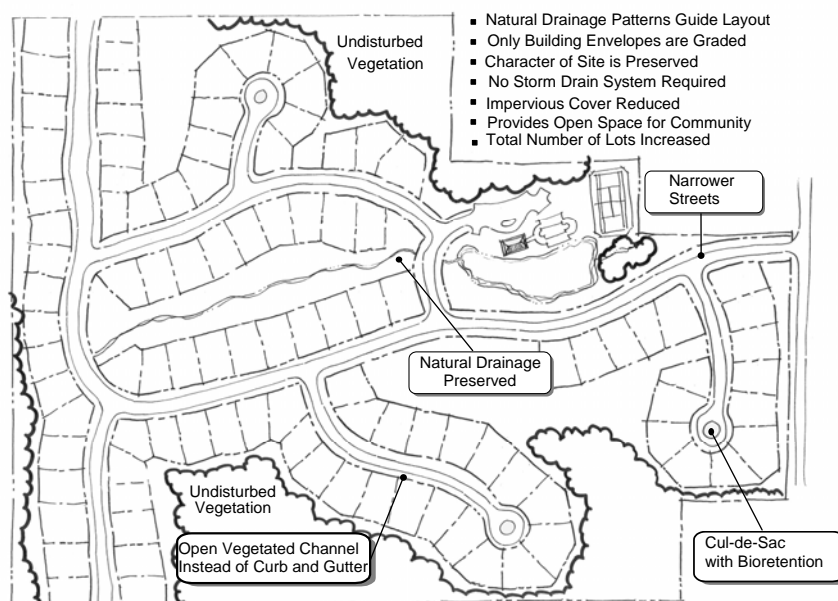 Undisturbed
Vegetation
▪ Natural Drainage Patterns Guide Layout
▪ Only Building Envelopes are Graded
▪ Character of Site is Preserved
▪ No Storm Drain System Required
▪ Impervious Cover Reduced
▪ Provides Open Space for Community
▪ Total Number of Lots Increased
Narrower
Streets
Natural Drainage
Preserved
Undisturbed
Vegetation
Open Vegetated Channel
Instead of Curb and Gutter
Cul-de-Sac
with Bioretention